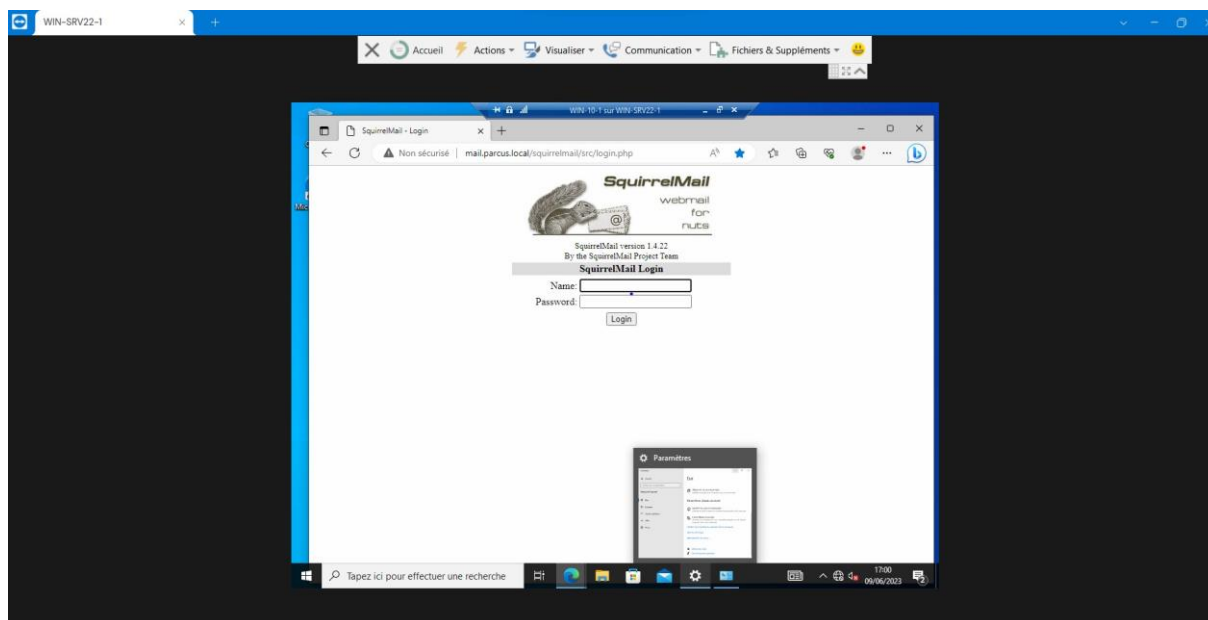 WIN-SRV22-1
Accueil Actions Visualiser Communication Fichiers & Suppléments
WIN-10-1 sur WIN-SRV22-1
SquirrelMail - Login
Non sécurisé mail.parcus.local/squirrelmail/src/login.php
SquirrelMail
webmail
for
nuts
SquirrelMail version 1.4.22
By the SquirrelMail Project Team
SquirrelMail Login
Name:
Password:
Login
Paramètres
Tapez ici pour effectuer une recherche
17:00
09/06/2023
2